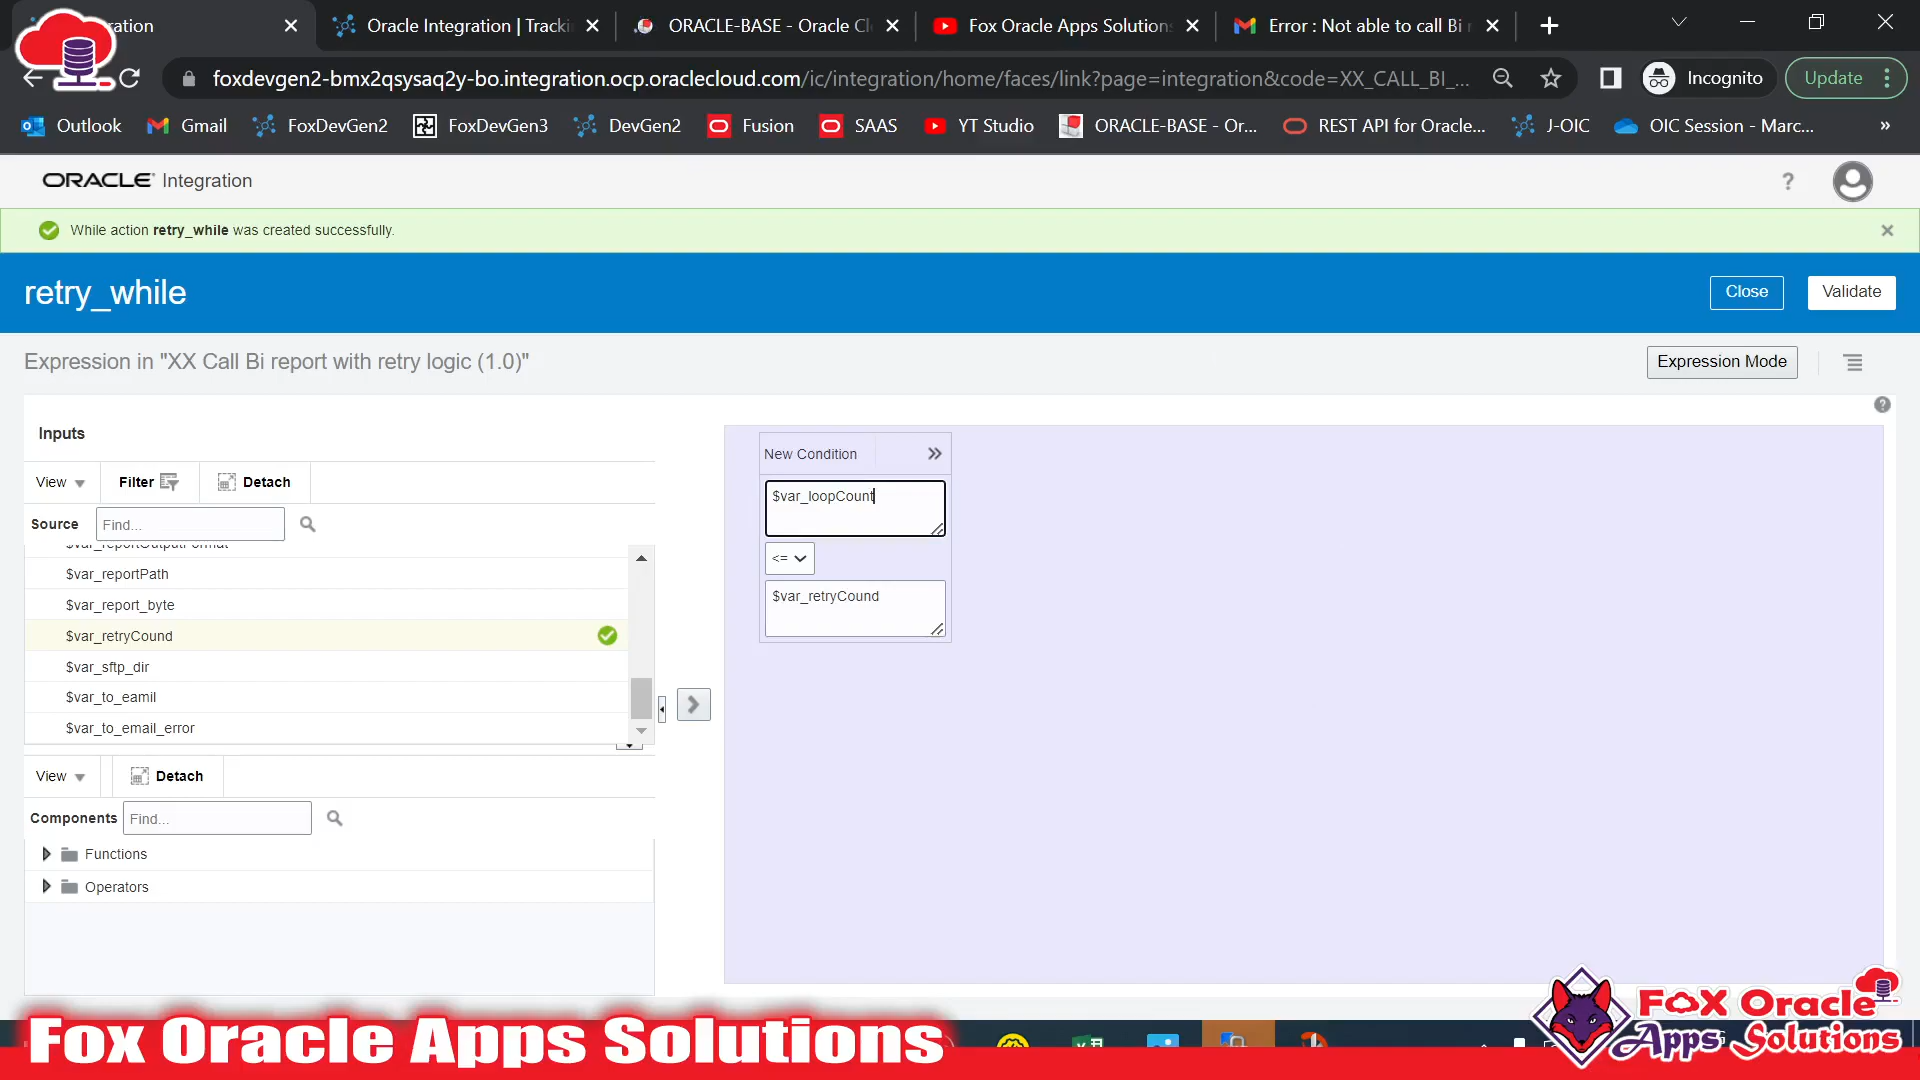 ration
Oracle Integration | Tracki
ORACLE-BASE - Oracle Cl
Fox Oracle Apps Solutions
Error : Not able to call Bi r
foxdevgen2-bmx2qsysaq2y-bo.integration.ocp.oraclecloud.com/ic/integration/home/faces/link?page=integration&code=XX_CALL_BI_...
Incognito
Update
Outlook
Gmail
FoxDevGen2
FoxDevGen3
DevGen2
Fusion
SAAS
YT Studio
ORACLE-BASE - Or...
REST API for Oracle...
J-OIC
OIC Session - Marc...
»
ORACLE Integration
?
While action retry_while was created successfully.
retry_while
Close
Validate
Expression in "XX Call Bi report with retry logic (1.0)"
Expression Mode
Inputs
View
Filter
Detach
Source
Find...
$var_reportOutputFormat
$var_reportPath
$var_report_byte
$var_retryCound
$var_sftp_dir
$var_to_eamil
$var_to_email_error
View
Detach
Components
Find...
Functions
Operators
New Condition
$var_loopCount
<=
$var_retryCound
Fox Oracle Apps Solutions
FOX Oracle
Apps Solutions